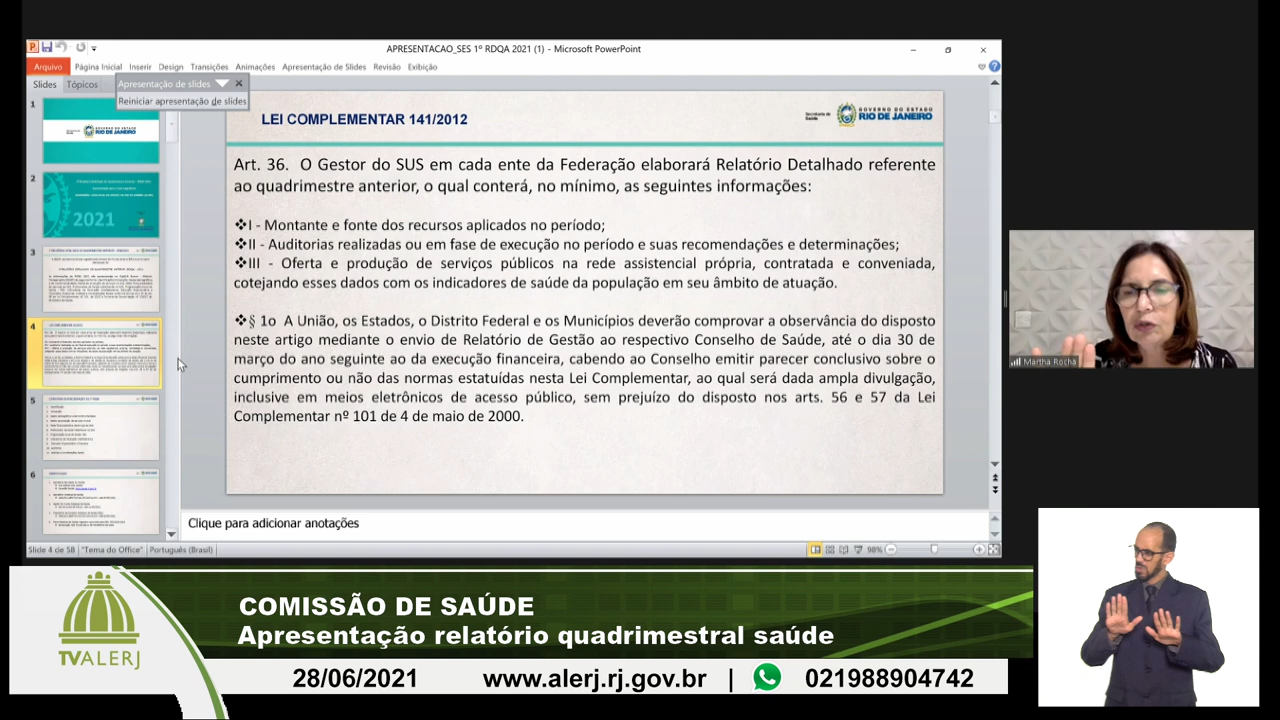 APRESENTACAO_SES 1º RDQA 2021 (1) - Microsoft PowerPoint
Arquivo Página Inicial Inserir Design Transições Animações Apresentação de Slides Revisão Exibição
Slides Tópicos
Apresentação de slides
Reiniciar apresentação de slides
1
2
2021
3
4
5
6
LEI COMPLEMENTAR 141/2012
Secretaria de Saúde
GOVERNO DO ESTADO
RIO DE JANEIRO
Art. 36. O Gestor do SUS em cada ente da Federação elaborará Relatório Detalhado referente
ao quadrimestre anterior, o qual conterá, no mínimo, as seguintes informações:
❖I - Montante e fonte dos recursos aplicados no período;
❖II - Auditorias realizadas ou em fase de execução no período e suas recomendações e determinações;
❖III - Oferta e produção de serviços públicos na rede assistencial própria, contratada e conveniada,
cotejando esses dados com os indicadores de saúde da população em seu âmbito de atuação.
❖§ 1o A União, os Estados, o Distrito Federal e os Municípios deverão comprovar a observância do disposto
neste artigo mediante o envio de Relatório de Gestão ao respectivo Conselho de Saúde, até o dia 30 de
março do ano seguinte ao da execução financeira, cabendo ao Conselho emitir parecer conclusivo sobre o
cumprimento ou não das normas estatuídas nesta Lei Complementar, ao qual será dada ampla divulgação,
inclusive em meios eletrônicos de acesso público, sem prejuízo do disposto nos arts. 56 e 57 da Lei
Complementar nº 101 de 4 de maio de 2000.
Clique para adicionar anotações
Slide 4 de 58 "Tema do Office" Português (Brasil) 98%
Martha Rocha
TVALERJ
COMISSÃO DE SAÚDE
Apresentação relatório quadrimestral saúde
28/06/2021 www.alerj.rj.gov.br | 021988904742